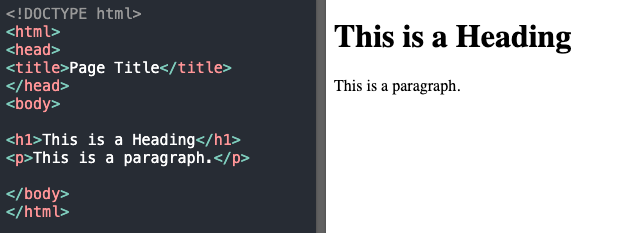 <!DOCTYPE html>
<html>
<head>
<title>Page Title</title>
</head>
<body>
<h1>This is a Heading</h1>
<p>This is a paragraph.</p>
</body>
</html>
This is a Heading
This is a paragraph.